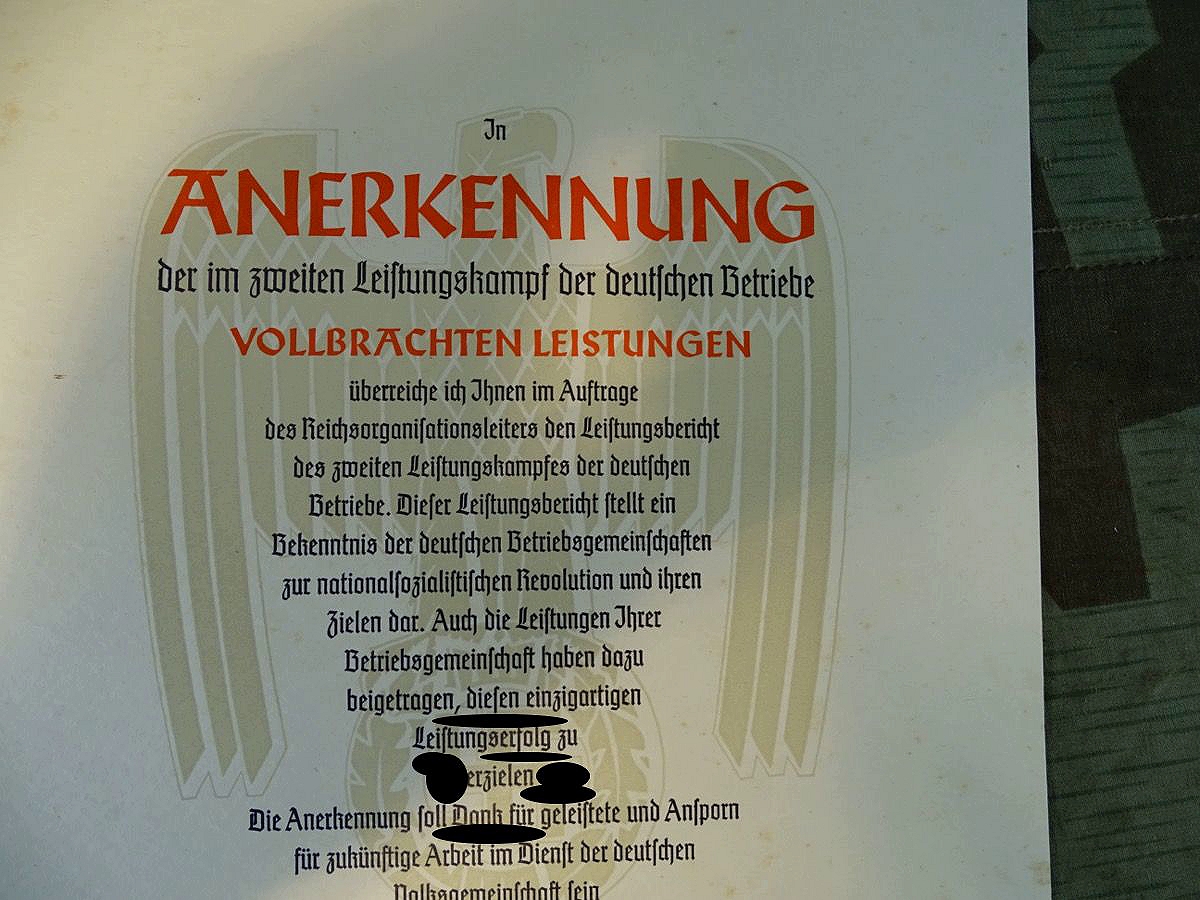 In
ANERKENNUNG
der im zweiten Leiſtungskampf der deutſchen Betriebe
VOLLBRACHTEN LEISTUNGEN
überreiche ich Ihnen im Auftrage
des Reichsorganiſationsleiters den Leiſtungsbericht
des zweiten Leiſtungskampfes der deutſchen
Betriebe. Dieſer Leiſtungsbericht ſtellt ein
Bekenntnis der deutſchen Betriebsgemeinſchaften
zur nationalſozialiſtiſchen Revolution und ihren
Zielen dar. Auch die Leiſtungen Ihrer
Betriebsgemeinſchaft haben dazu
beigetragen, dieſen einzigartigen
Leiſtungserfolg zu
erzielen
Die Anerkennung ſoll Dank für geleiſtete und Anſporn
für zukünftige Arbeit im Dienſt der deutſchen
Volksgemeinſchaft ſein